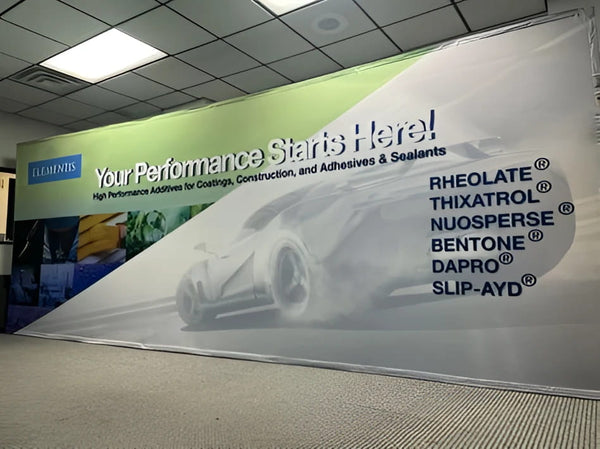 ELEMENTIS
Your Performance Starts Here!
High Performance Additives for Coatings, Construction, and Adhesives & Sealants
RHEOLATE®
THIXATROL®
NUOSPERSE®
BENTONE®
DAPRO®
SLIP-AYD®